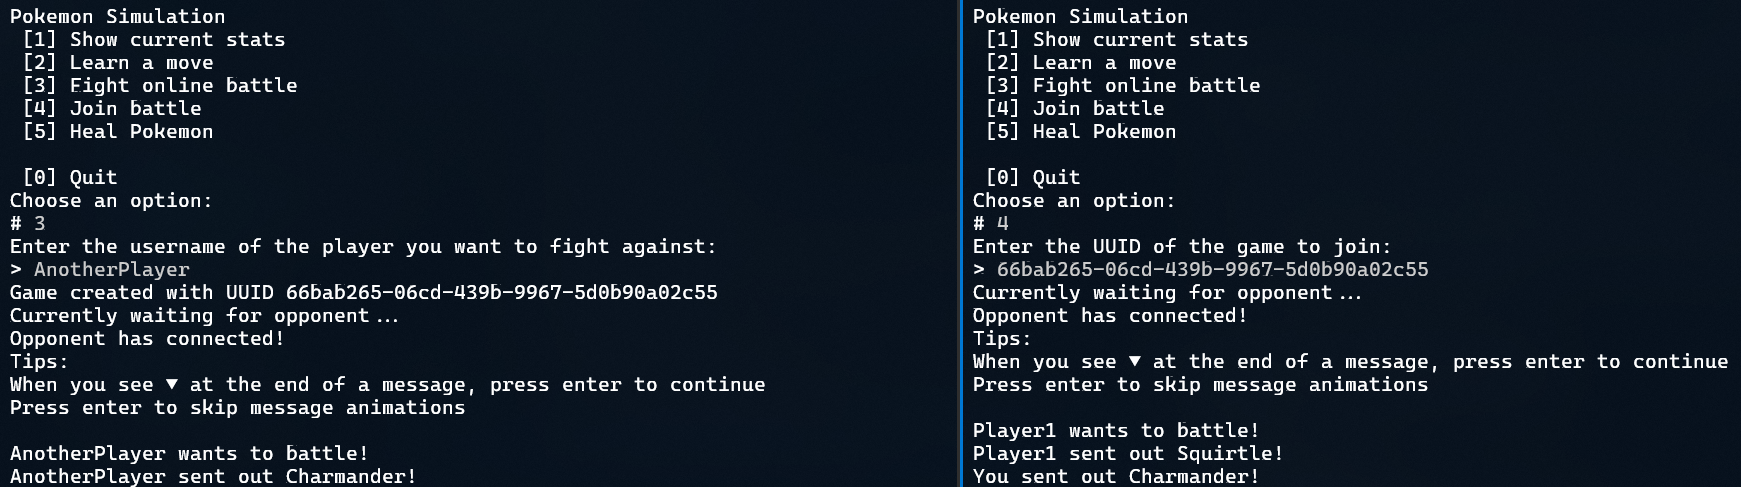 Pokemon Simulation
[1] Show current stats
[2] Learn a move
[3] Fight online battle
[4] Join battle
[5] Heal Pokemon
[0] Quit
Choose an option:
# 3
Enter the username of the player you want to fight against:
> AnotherPlayer
Game created with UUID 66bab265-06cd-439b-9967-5d0b90a02c55
Currently waiting for opponent...
Opponent has connected!
Tips:
When you see ▼ at the end of a message, press enter to continue
Press enter to skip message animations
AnotherPlayer wants to battle!
AnotherPlayer sent out Charmander!
Pokemon Simulation
[1] Show current stats
[2] Learn a move
[3] Fight online battle
[4] Join battle
[5] Heal Pokemon
[0] Quit
Choose an option:
# 4
Enter the UUID of the game to join:
> 66bab265-06cd-439b-9967-5d0b90a02c55
Currently waiting for opponent...
Opponent has connected!
Tips:
When you see ▼ at the end of a message, press enter to continue
Press enter to skip message animations
Player1 wants to battle!
Player1 sent out Squirtle!
You sent out Charmander!